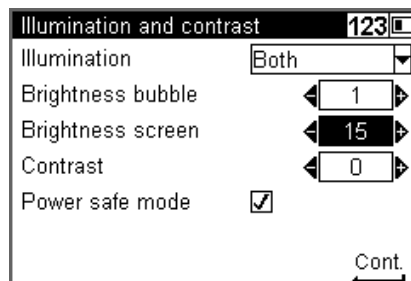 Illumination and contrast 123
Illumination Both
Brightness bubble 1
Brightness screen 15
Contrast 0
Power safe mode
Cont.